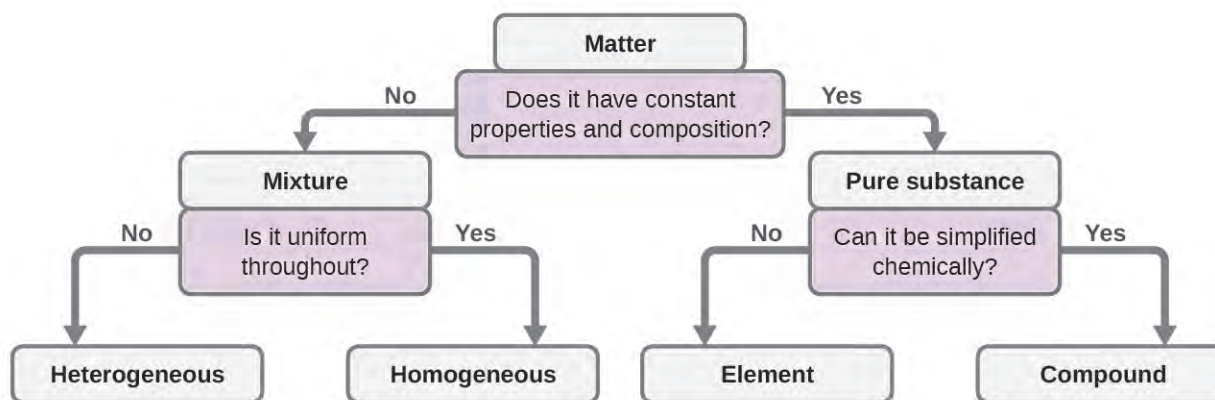 Matter
No
Does it have constant
properties and composition?
Yes
Mixture
Pure substance
No
Is it uniform
throughout?
Yes
No
Can it be simplified
chemically?
Yes
Heterogeneous
Homogeneous
Element
Compound